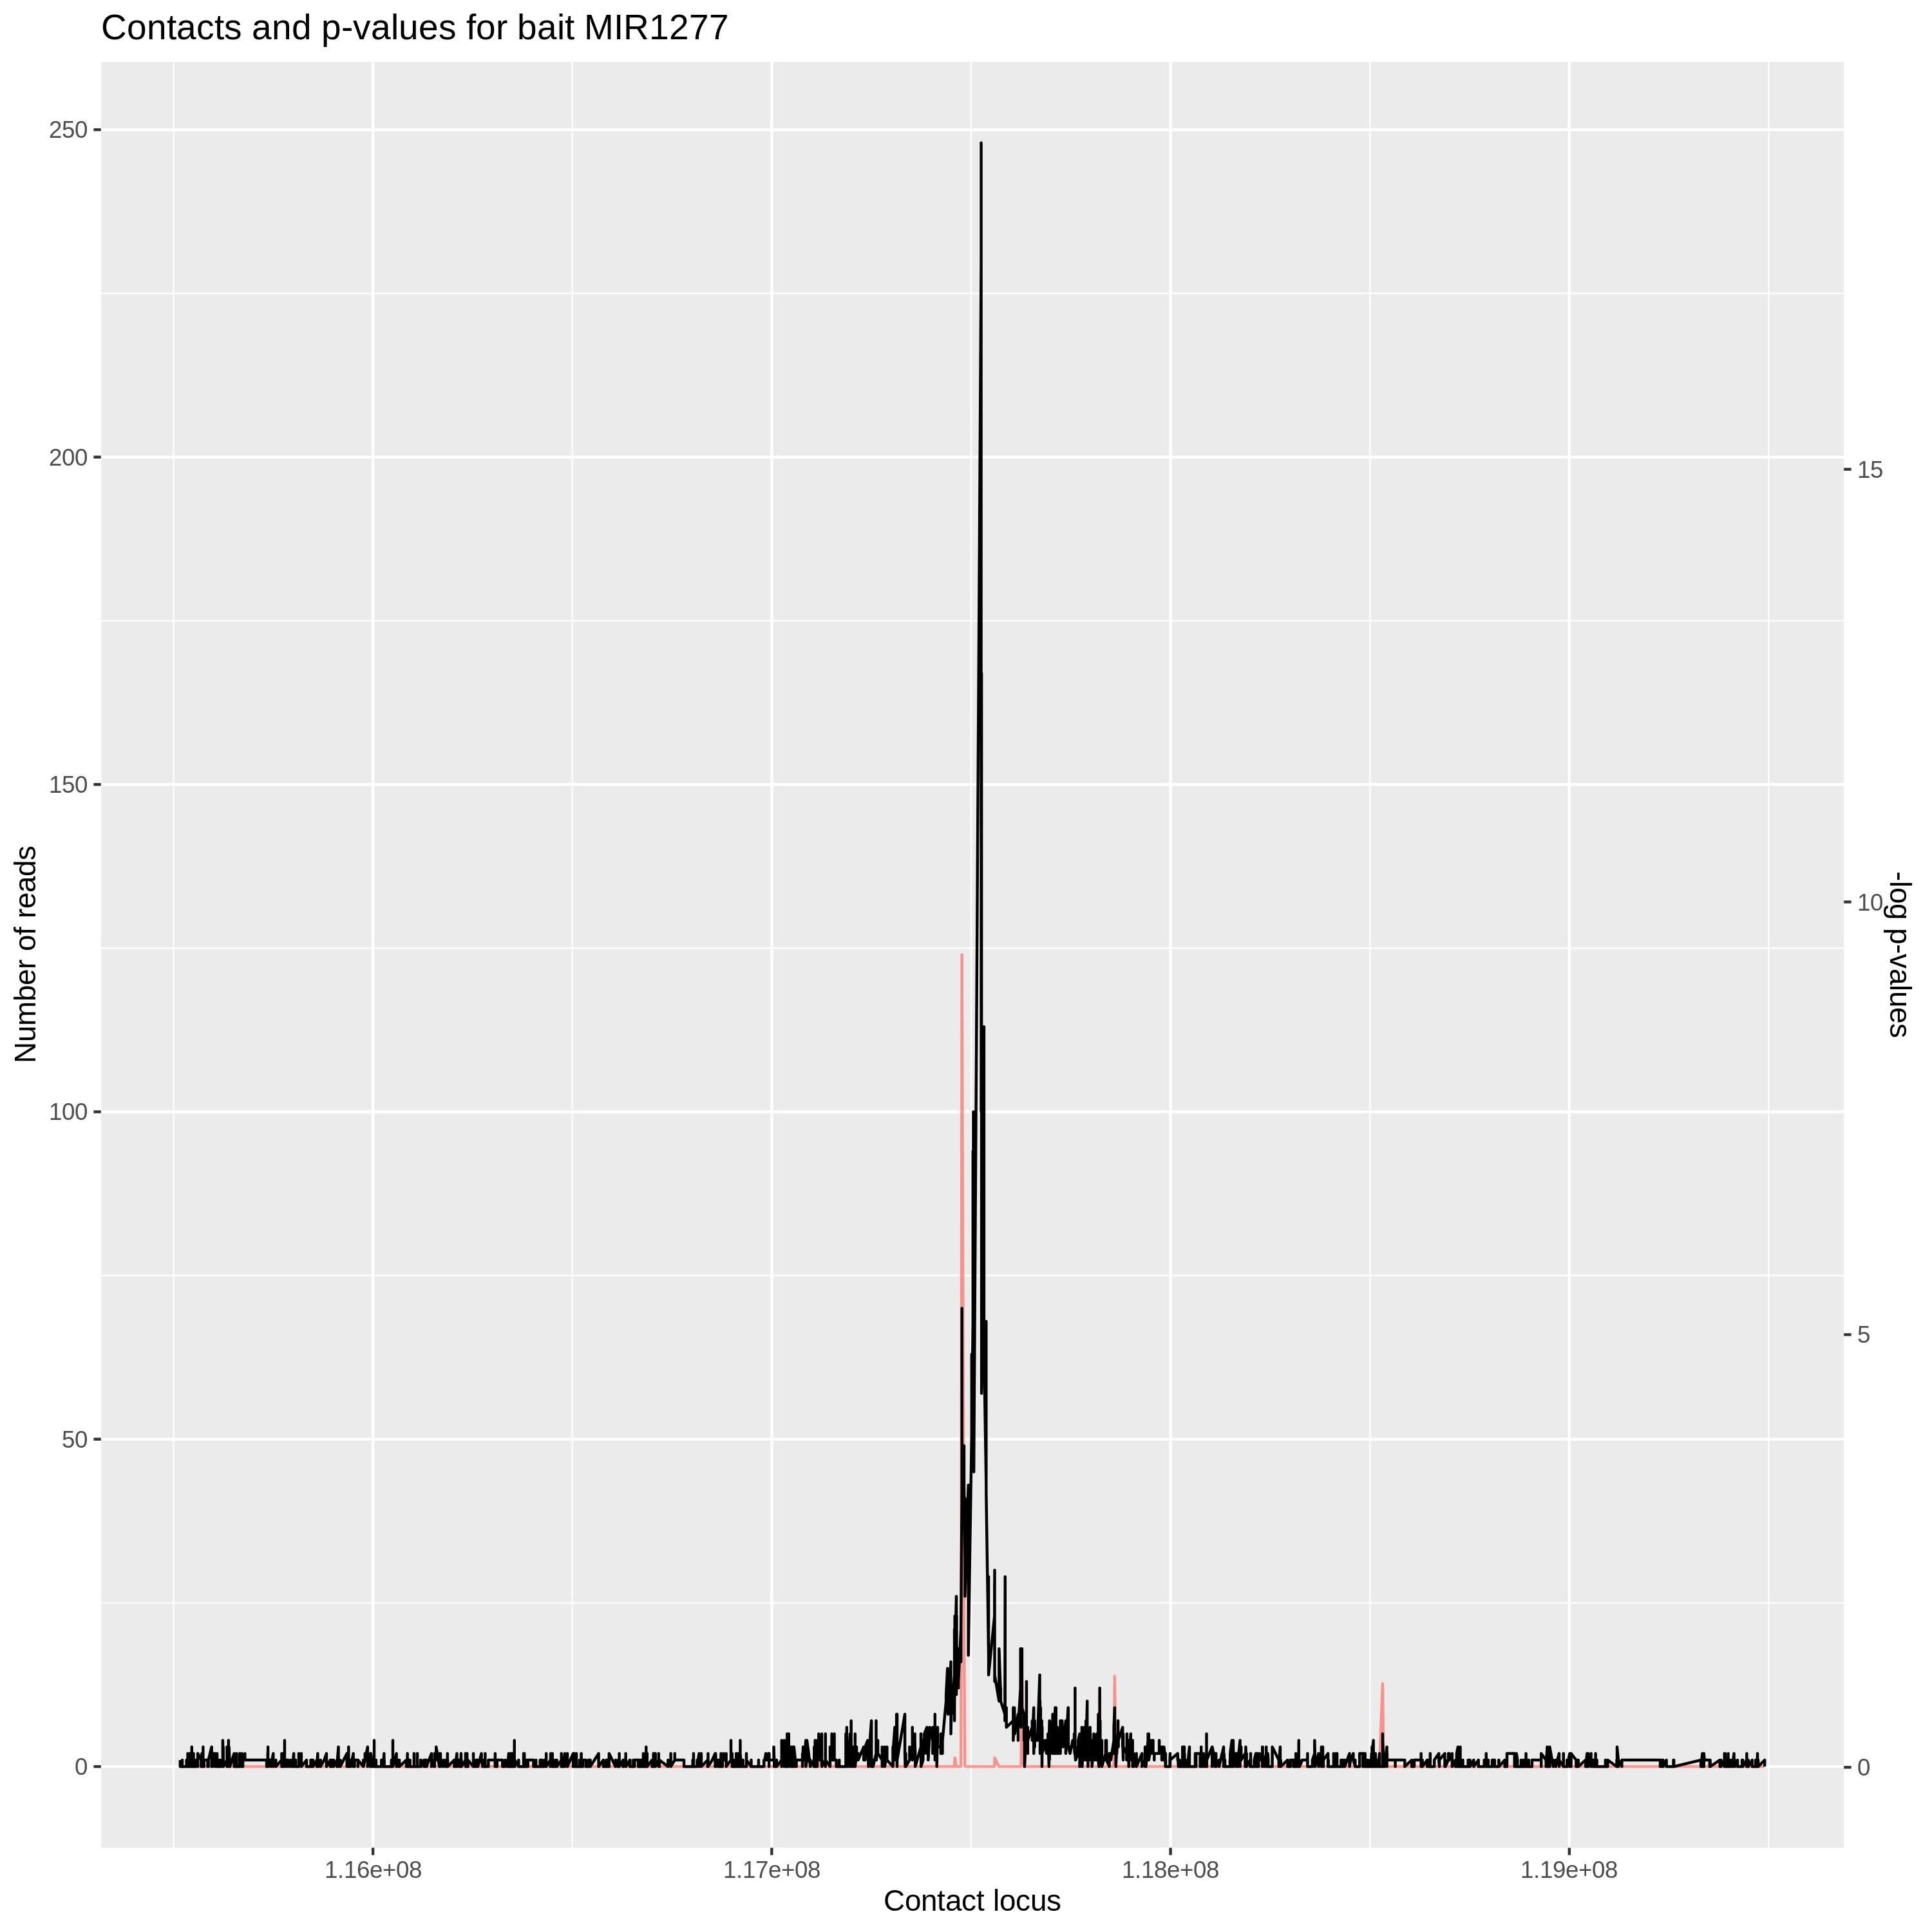 Contacts and p-values for bait MIR1277
250
200
150
100
50
0
Number of reads
15
10
5
0
-log p-values
1.16e+08
1.17e+08
1.18e+08
1.19e+08
Contact locus